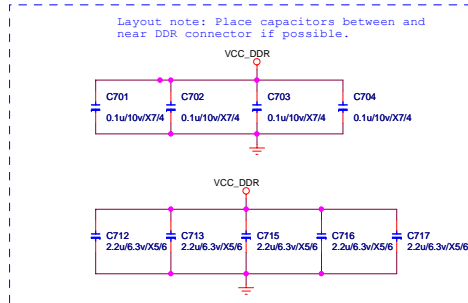 Layout note: Place capacitors between and
near DDR connector if possible.
VCC_DDR
C701 C702 C703 C704
0.1u/10v/X7/4 0.1u/10v/X7/4 0.1u/10v/X7/4 0.1u/10v/X7/4
VCC_DDR
C712 C713 C715 C716 C717
2.2u/6.3v/X5/6 2.2u/6.3v/X5/6 2.2u/6.3v/X5/6 2.2u/6.3v/X5/6 2.2u/6.3v/X5/6